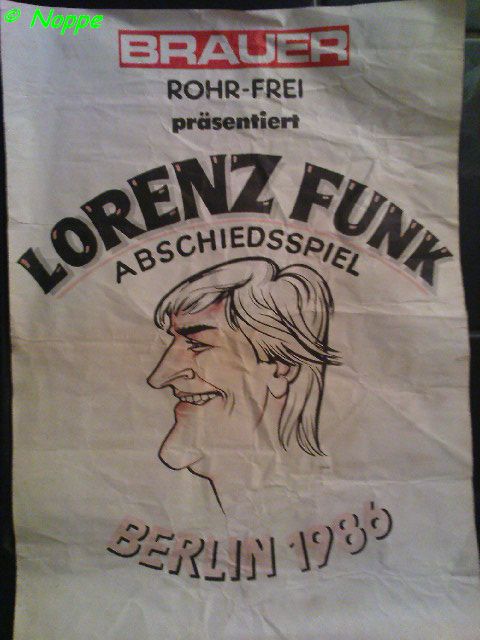 © Noppe
BRAUER
ROHR-FREI
präsentiert
LORENZ FUNK
ABSCHIEDSSPIEL
BERLIN 1986